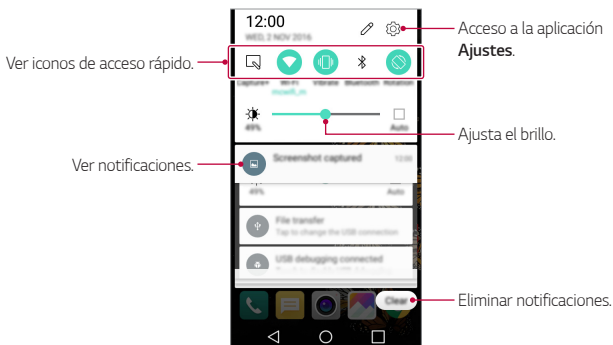 12:00
WED, 2 NOV 2016
Acceso a la aplicación
Ajustes.
Ver iconos de acceso rápido.
Capture+ Wi-Fi Vibrate Bluetooth Rotation
49% Auto
Ajusta el brillo.
Ver notificaciones.
Screenshot captured 12:00
49% Auto
File transfer
Tap to change the USB connection
USB debugging connected
Clear
Eliminar notificaciones.